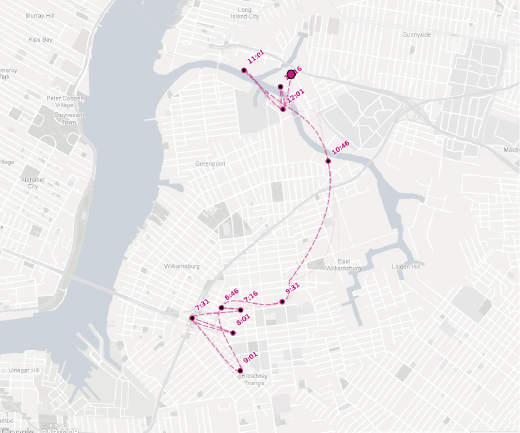 Murray Hill
Long
Island City
Sunnyside
Kips Bay
11:01
12:01
Peter Cooper
Village
Stuyvesant
Town
10:46
Greenpoint
Alphabet
City
Williamsburg
East
Williamsburg
Linden Hill
9:31
6:46
7:16
7:31
8:01
9:01
Broadway
Triangle
Vinegar Hill